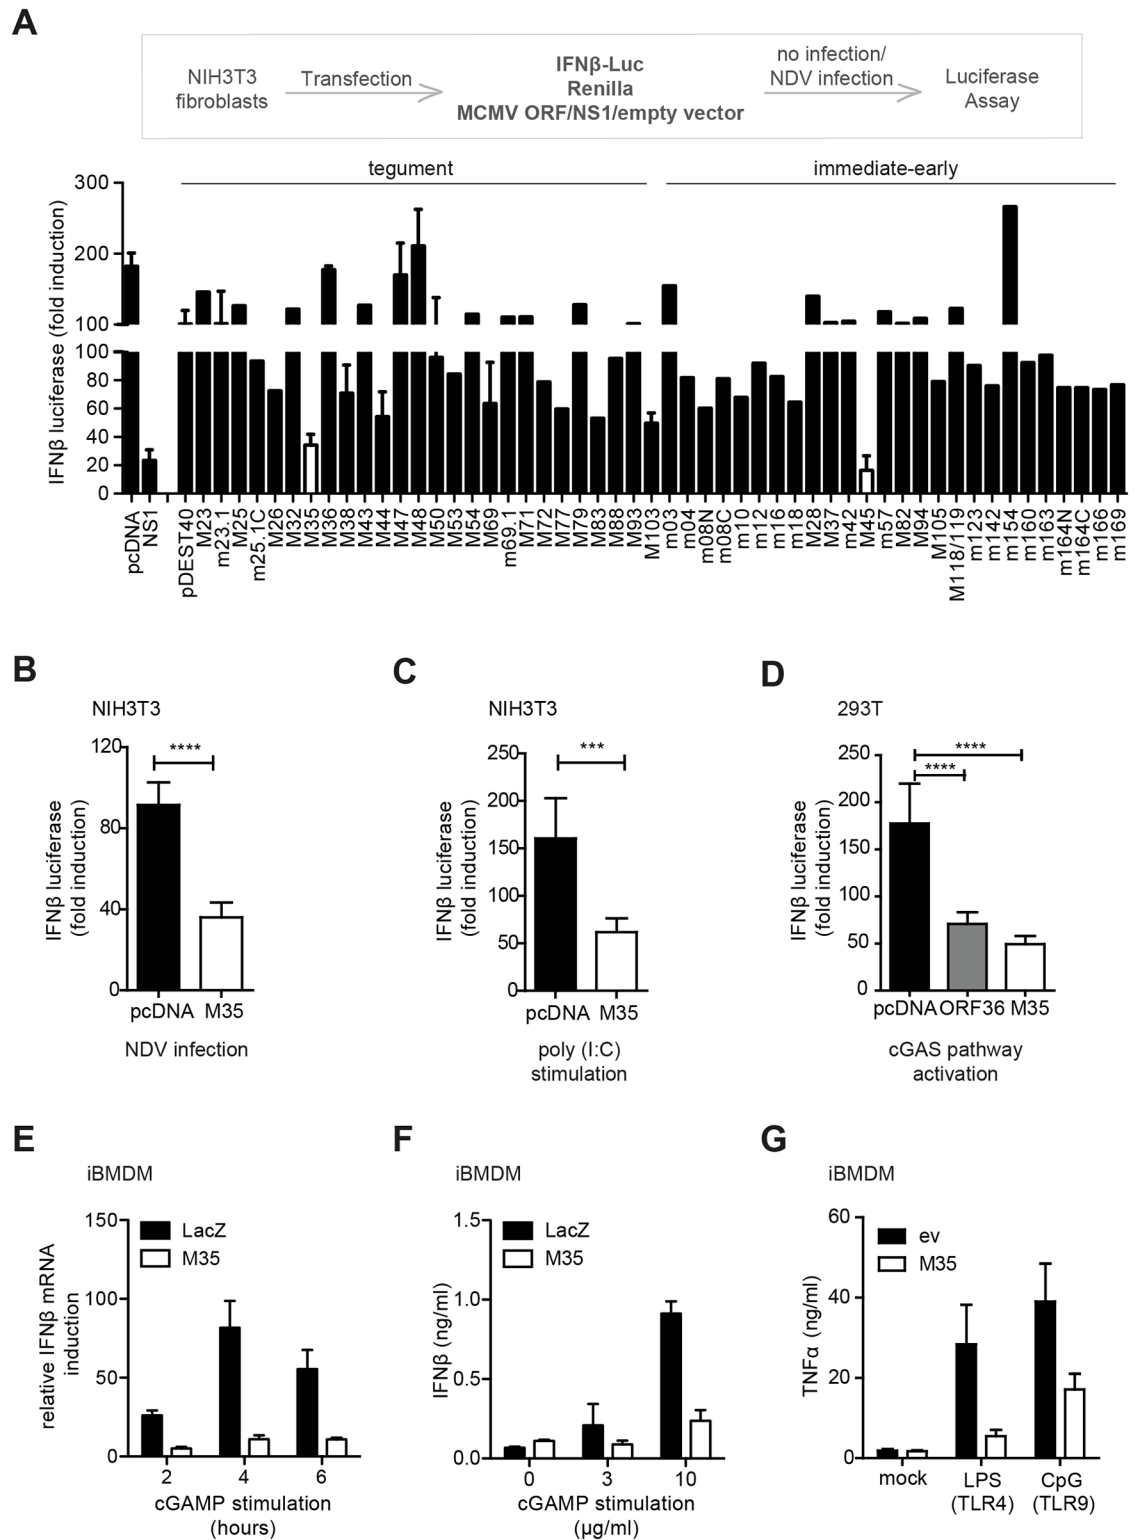 A
NIH3T3
fibroblasts
Transfection
IFNβ-Luc
Renilla
MCMV ORF/NS1/empty vector
no infection/
NDV infection
Luciferase
Assay
tegument
immediate-early
IFNβ luciferase (fold induction)
300
200
100
100
80
60
40
20
0
pcDNA
NS1
pDEST40
M23
m23.1
M25
m25.1C
M26
M32
M35
M36
M38
M43
M44
M47
M48
M50
M53
M54
M69
m69.1
M71
M72
M77
M79
M83
M88
M93
M103
m03
m04
m08N
m08C
m10
m12
m16
m18
M28
M37
m42
M45
m57
M82
M94
M105
M118/119
m123
m142
m154
m160
m163
m164N
m164C
m166
m169
B
NIH3T3
IFNβ luciferase
(fold induction)
120
80
40
0
****
pcDNA M35
NDV infection
C
NIH3T3
IFNβ luciferase
(fold induction)
250
200
150
100
50
0
***
pcDNA M35
poly (I:C)
stimulation
D
293T
IFNβ luciferase
(fold induction)
250
200
150
100
50
0
****
****
pcDNA ORF36 M35
cGAS pathway
activation
E
iBMDM
relative IFNβ mRNA
induction
150
100
50
0
LacZ
M35
2 4 6
cGAMP stimulation
(hours)
F
iBMDM
IFNβ (ng/ml)
1.5
1.0
0.5
0.0
LacZ
M35
0 3 10
cGAMP stimulation
(µg/ml)
G
iBMDM
TNFα (ng/ml)
60
40
20
0
ev
M35
mock LPS CpG
(TLR4) (TLR9)